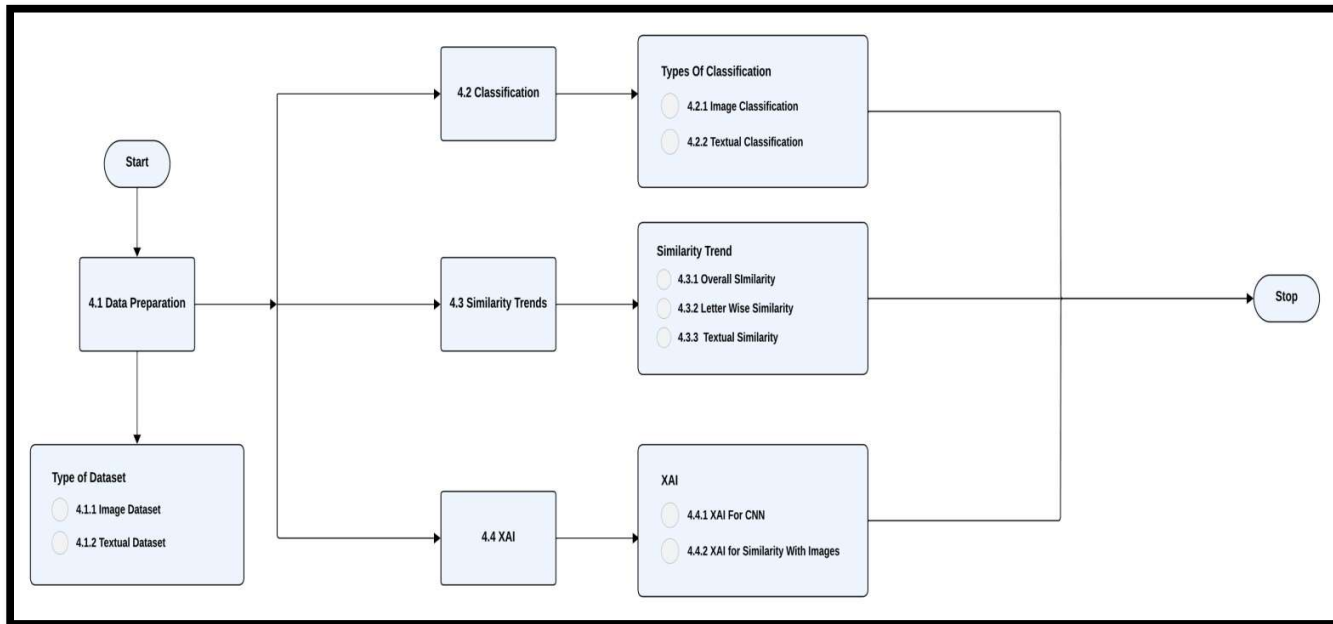 Start
4.1 Data Preparation
Type of Dataset
4.1.1 Image Dataset
4.1.2 Textual Dataset
4.2 Classification
Types Of Classification
4.2.1 Image Classification
4.2.2 Textual Classification
4.3 Similarity Trends
Similarity Trend
4.3.1 Overall SImilarity
4.3.2 Letter Wise Similarity
4.3.3 Textual Similarity
4.4 XAI
XAI
4.4.1 XAI For CNN
4.4.2 XAI for Similarity With Images
Stop